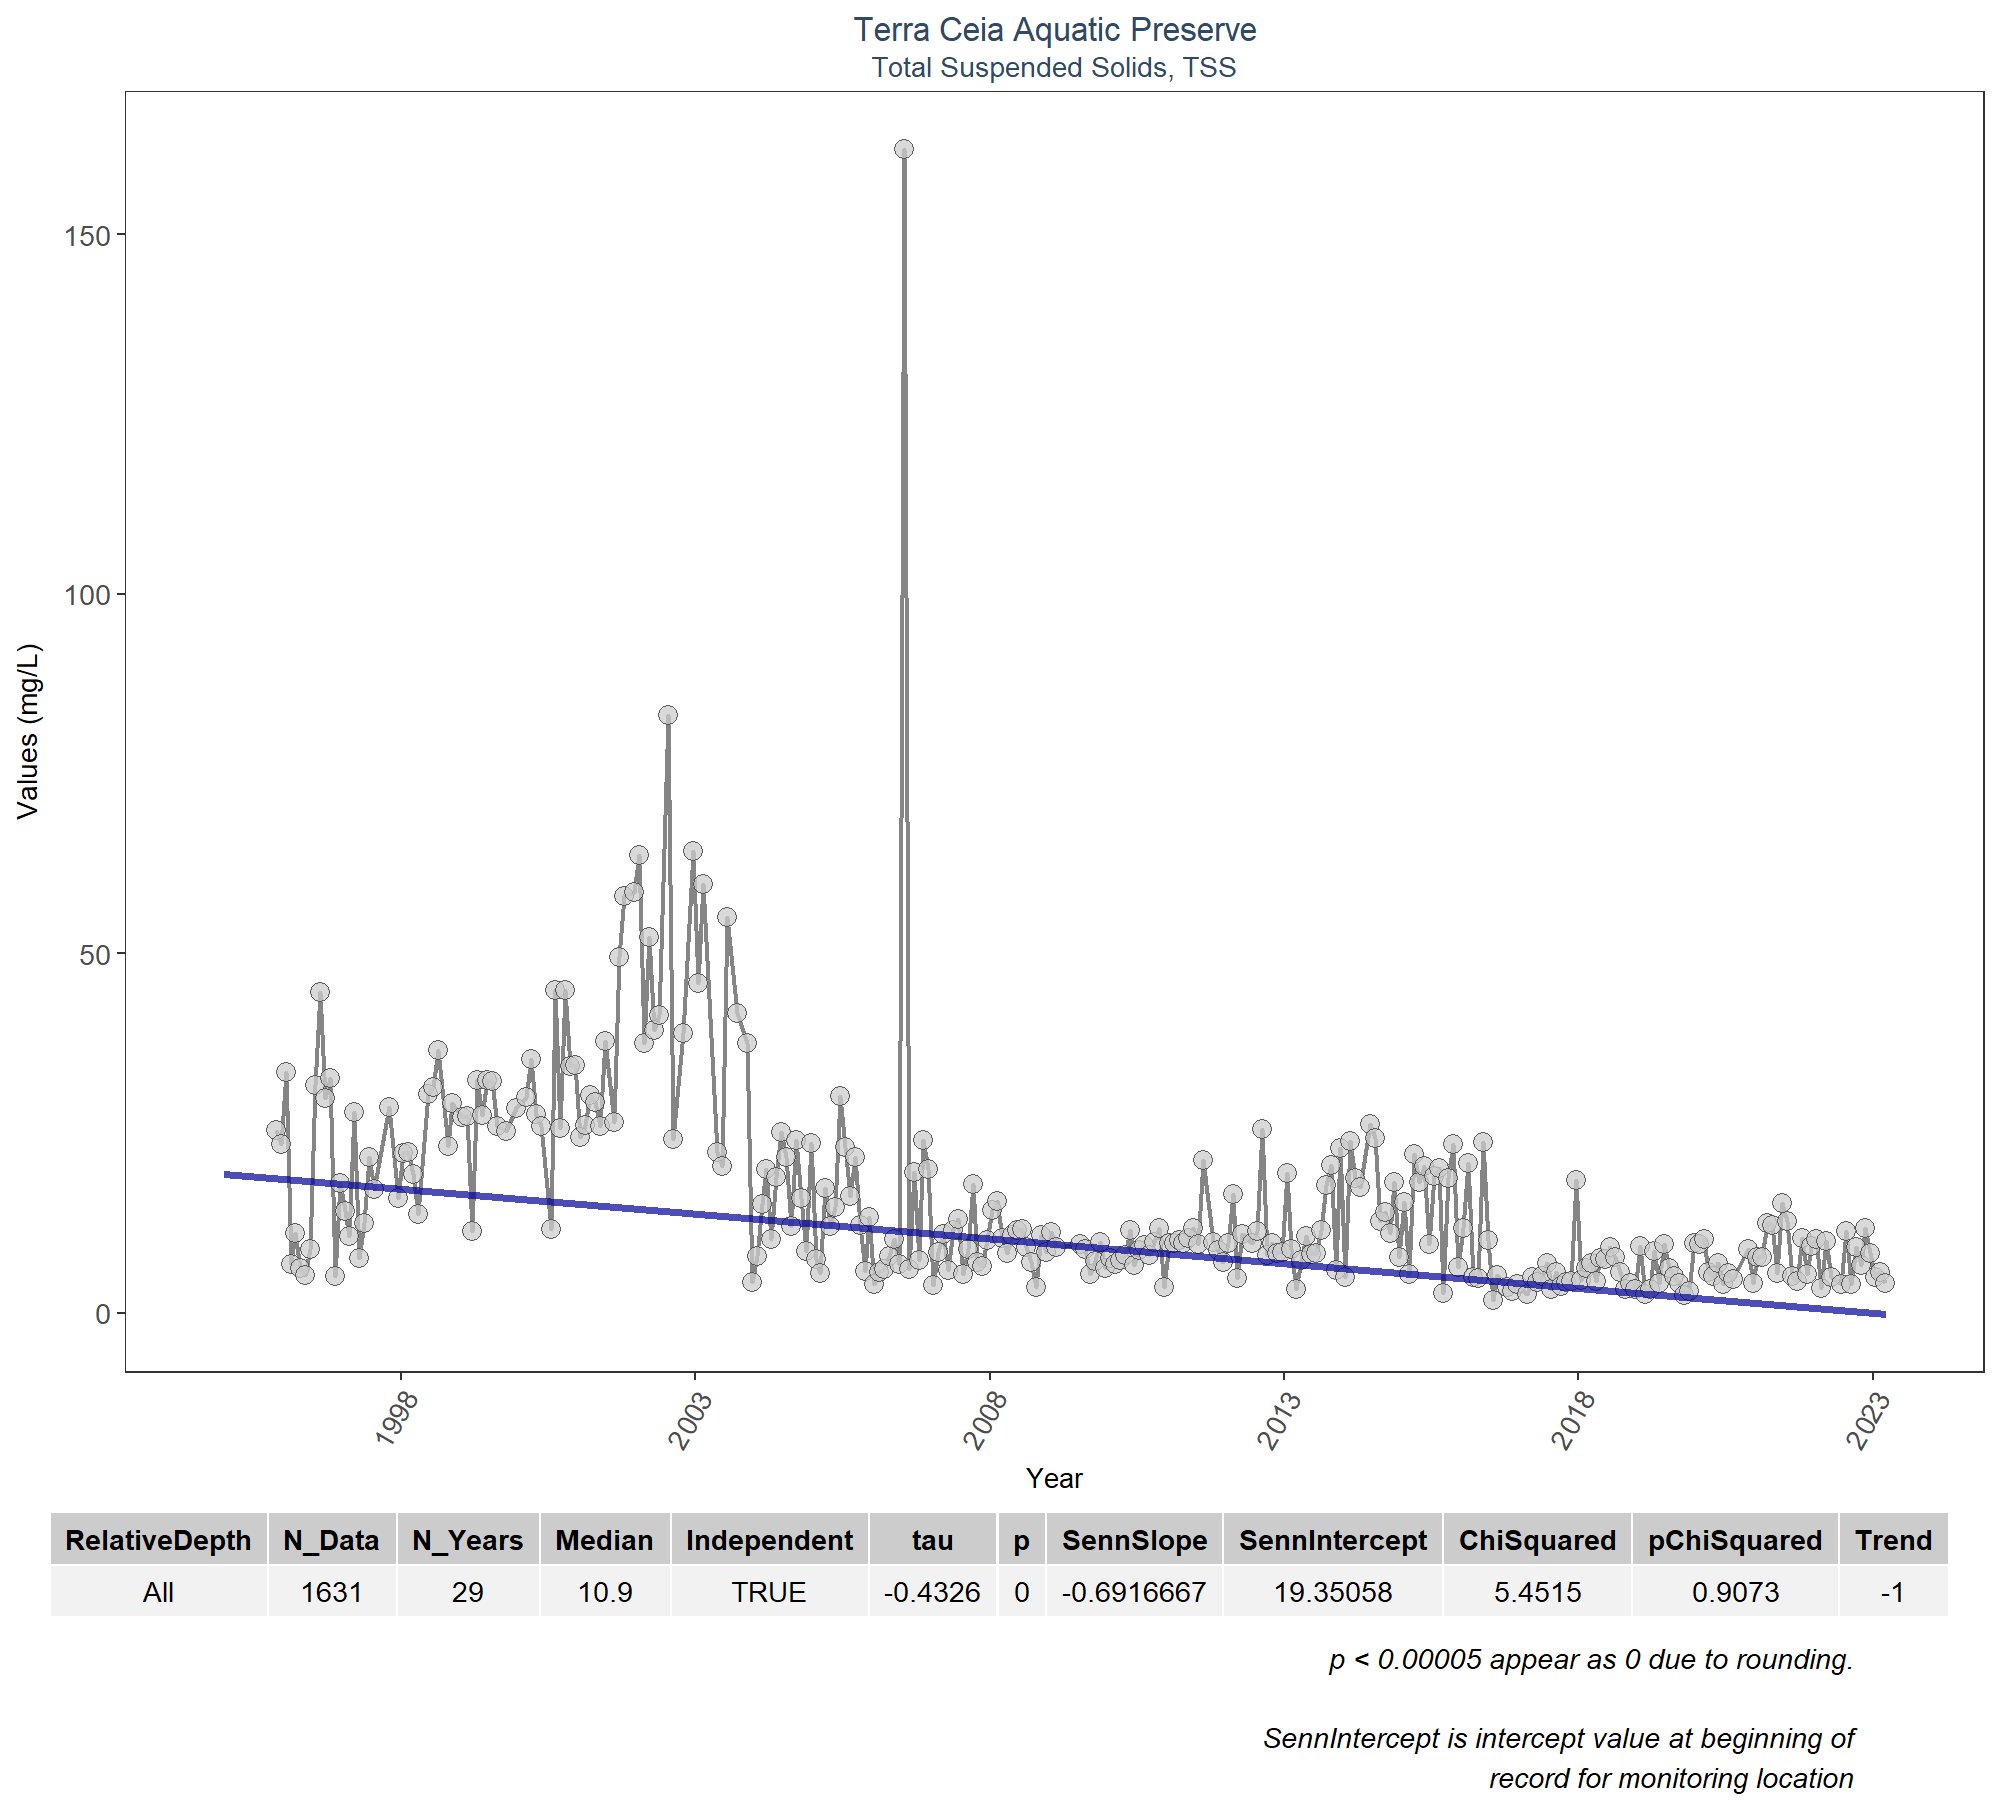 Terra Ceia Aquatic Preserve
Total Suspended Solids, TSS
Values (mg/L)
150
100
50
0
1998 2003 2008 2013 2018 2023
Year
RelativeDepth N_Data N_Years Median Independent tau p SennSlope SennIntercept ChiSquared pChiSquared Trend
All 1631 29 10.9 TRUE -0.4326 0 -0.6916667 19.35058 5.4515 0.9073 -1
p < 0.00005 appear as 0 due to rounding.
SennIntercept is intercept value at beginning of
record for monitoring location